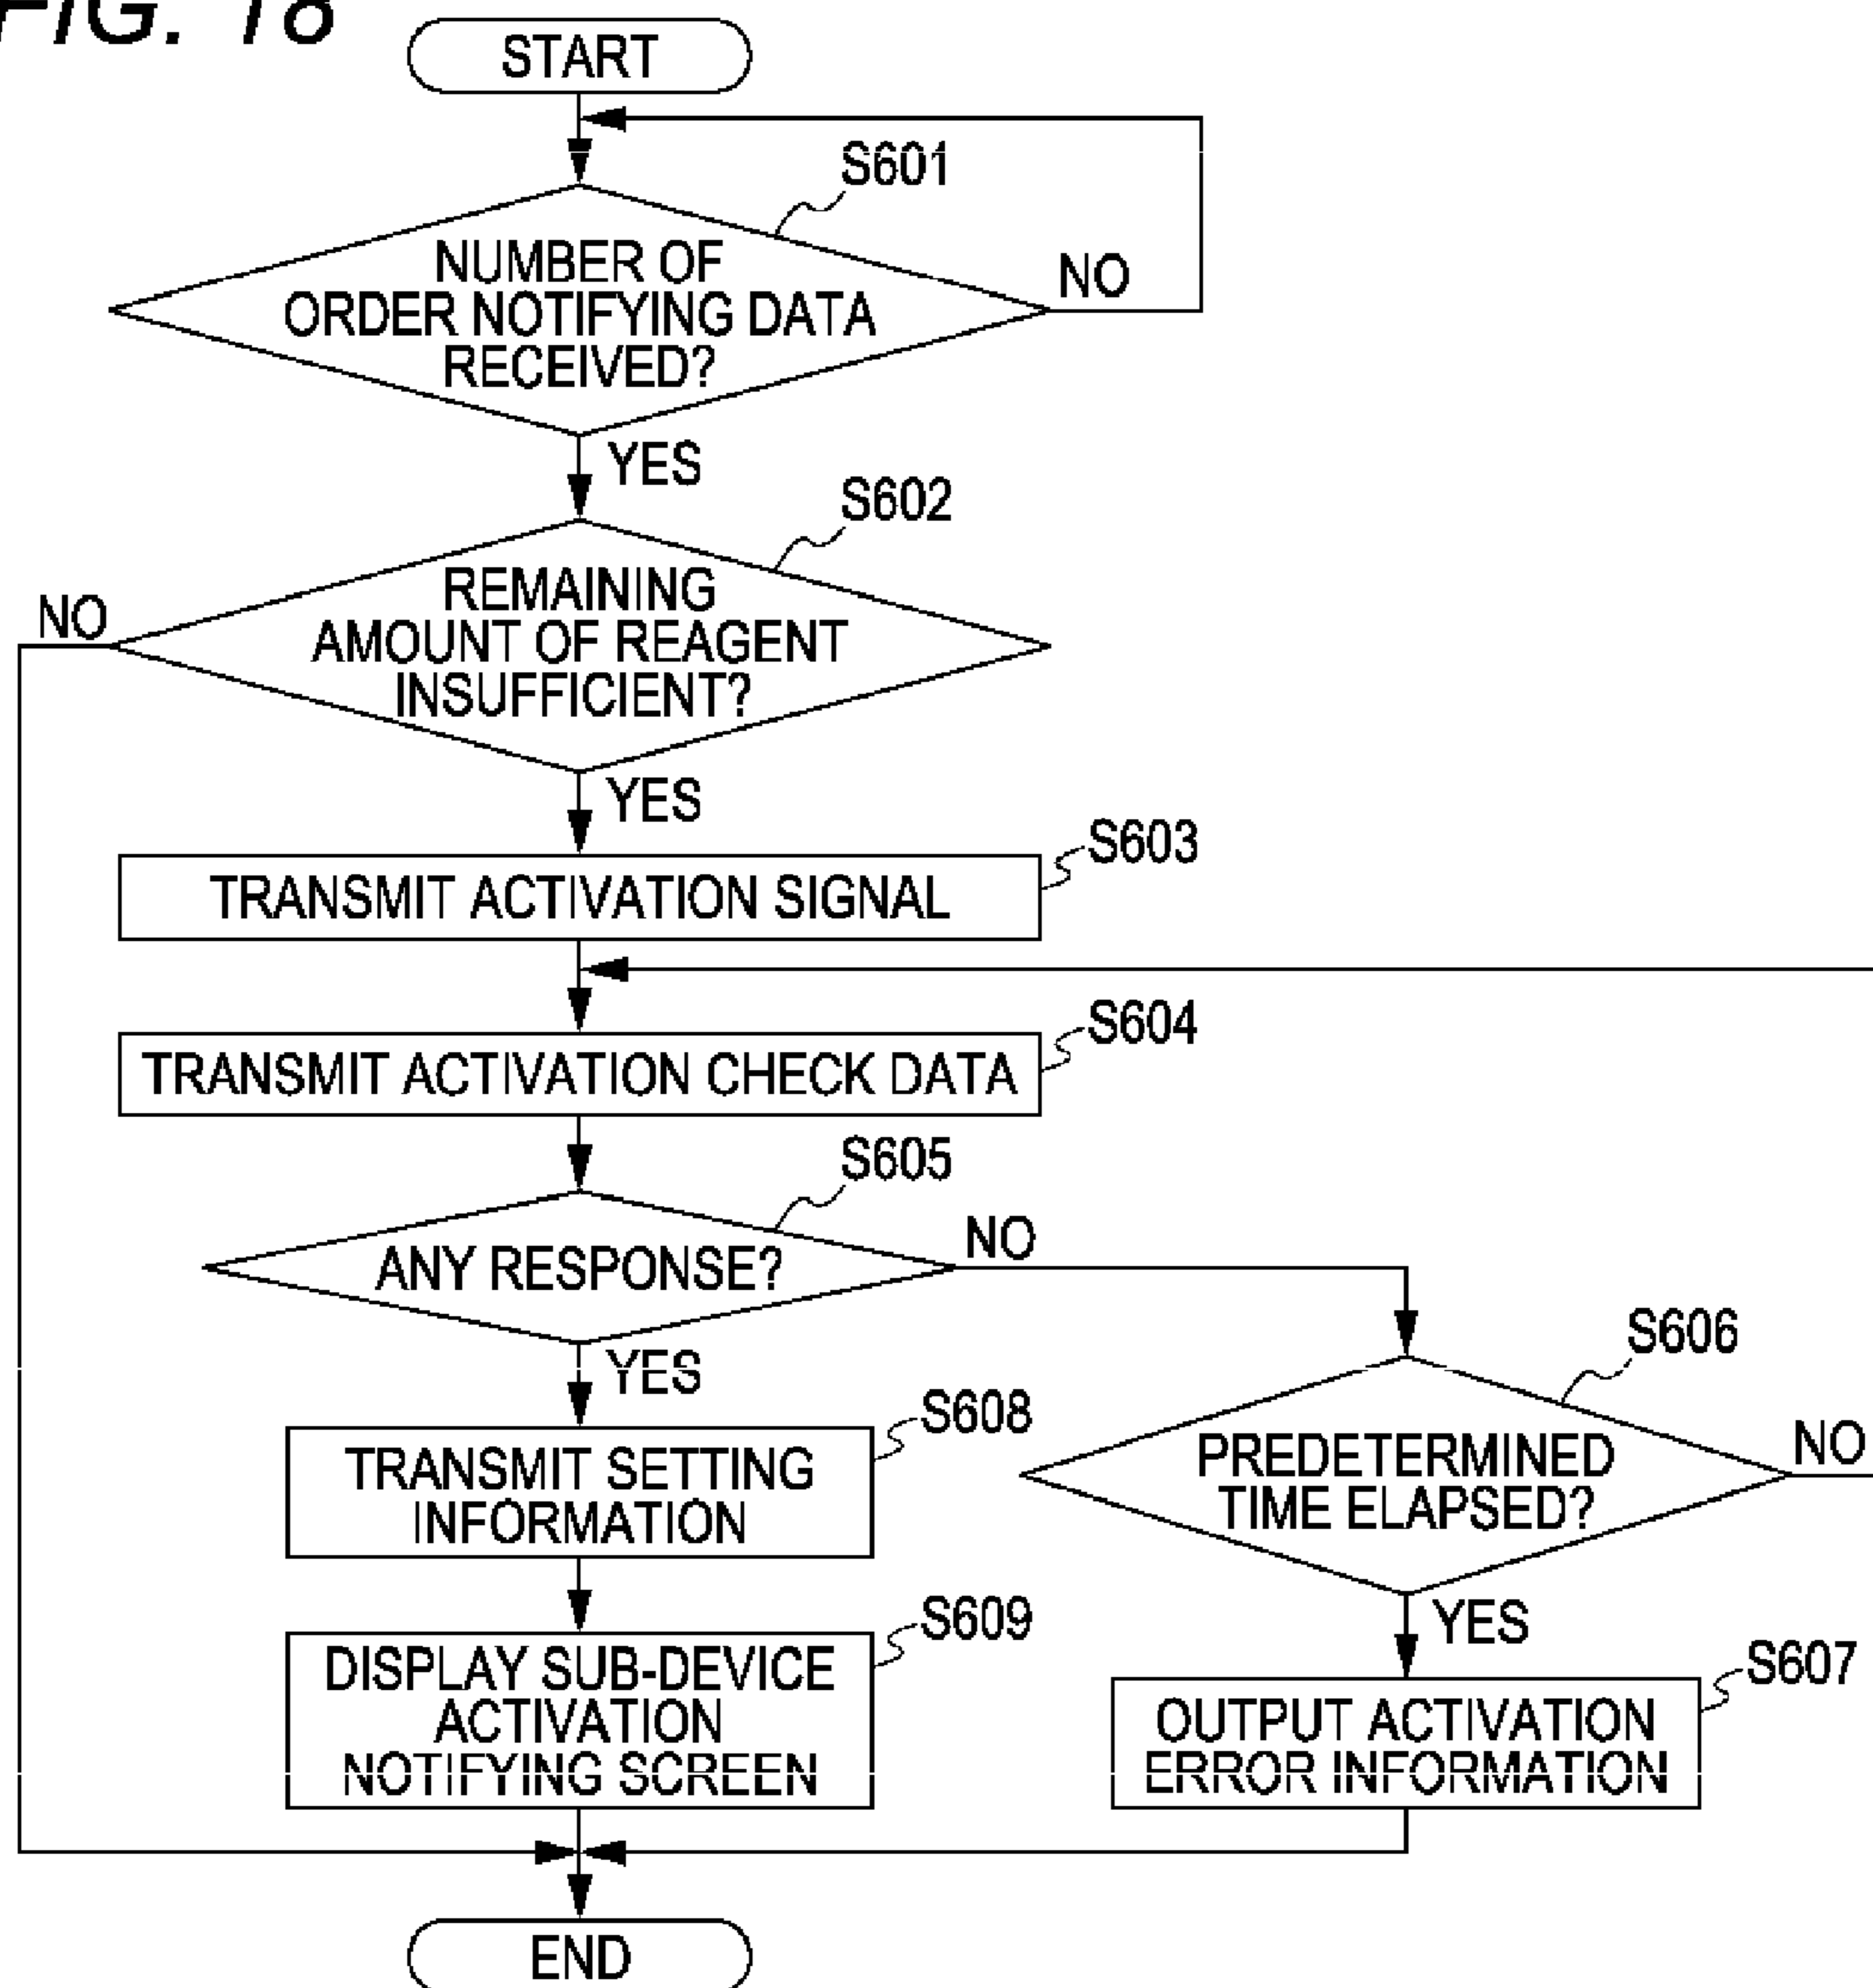 FIG. 18
START
S601
NUMBER OF
ORDER NOTIFYING DATA
RECEIVED?
NO
YES
S602
REMAINING
AMOUNT OF REAGENT
INSUFFICIENT?
NO
YES
S603
TRANSMIT ACTIVATION SIGNAL
S604
TRANSMIT ACTIVATION CHECK DATA
S605
ANY RESPONSE?
NO
YES
S606
PREDETERMINED
TIME ELAPSED?
NO
YES
S608
TRANSMIT SETTING
INFORMATION
S609
DISPLAY SUB-DEVICE
ACTIVATION
NOTIFYING SCREEN
S607
OUTPUT ACTIVATION
ERROR INFORMATION
END